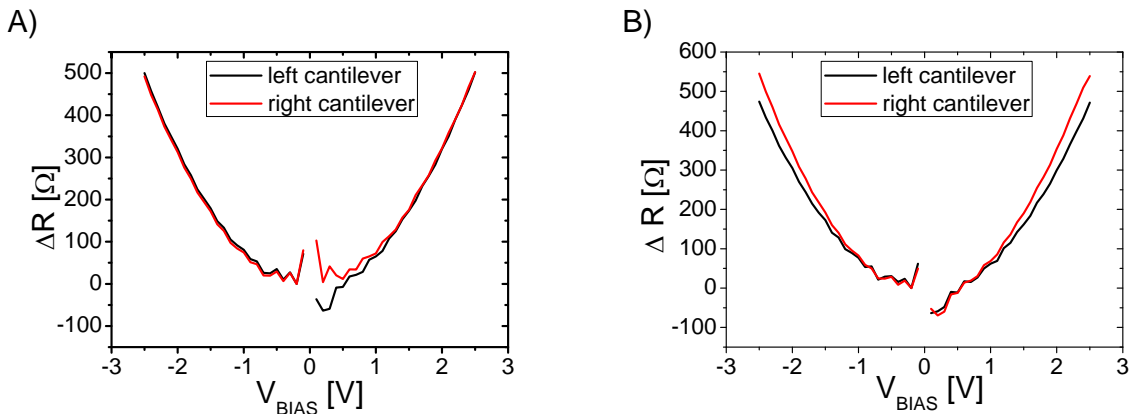 A)
500
400
300
200
100
0
-100
ΔR [Ω]
left cantilever
right cantilever
-3 -2 -1 0 1 2 3
V_BIAS [V]
B)
600
500
400
300
200
100
0
-100
Δ R [Ω]
left cantilever
right cantilever
-3 -2 -1 0 1 2 3
V_BIAS [V]